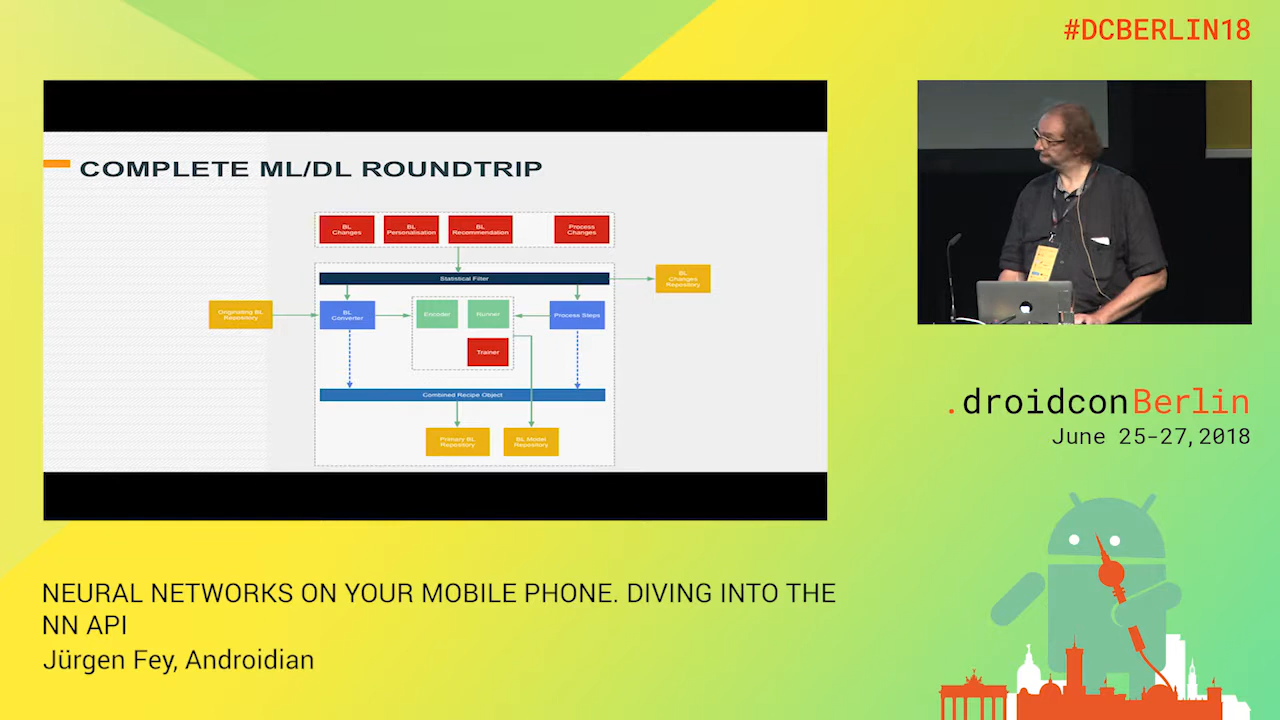 #DCBERLIN18
COMPLETE ML/DL ROUNDTRIP
BL
Changes
BL
Personalisation
BL
Recommendation
Process
Changes
Statistical Filter
BL
Changes
Repository
Originating BL
Repository
BL
Converter
Encoder
Runner
Process Steps
Trainer
Combined Recipe Object
Primary BL
Repository
BL Model
Repository
.droidconBerlin
June 25-27,2018
NEURAL NETWORKS ON YOUR MOBILE PHONE. DIVING INTO THE
NN API
Jürgen Fey, Androidian